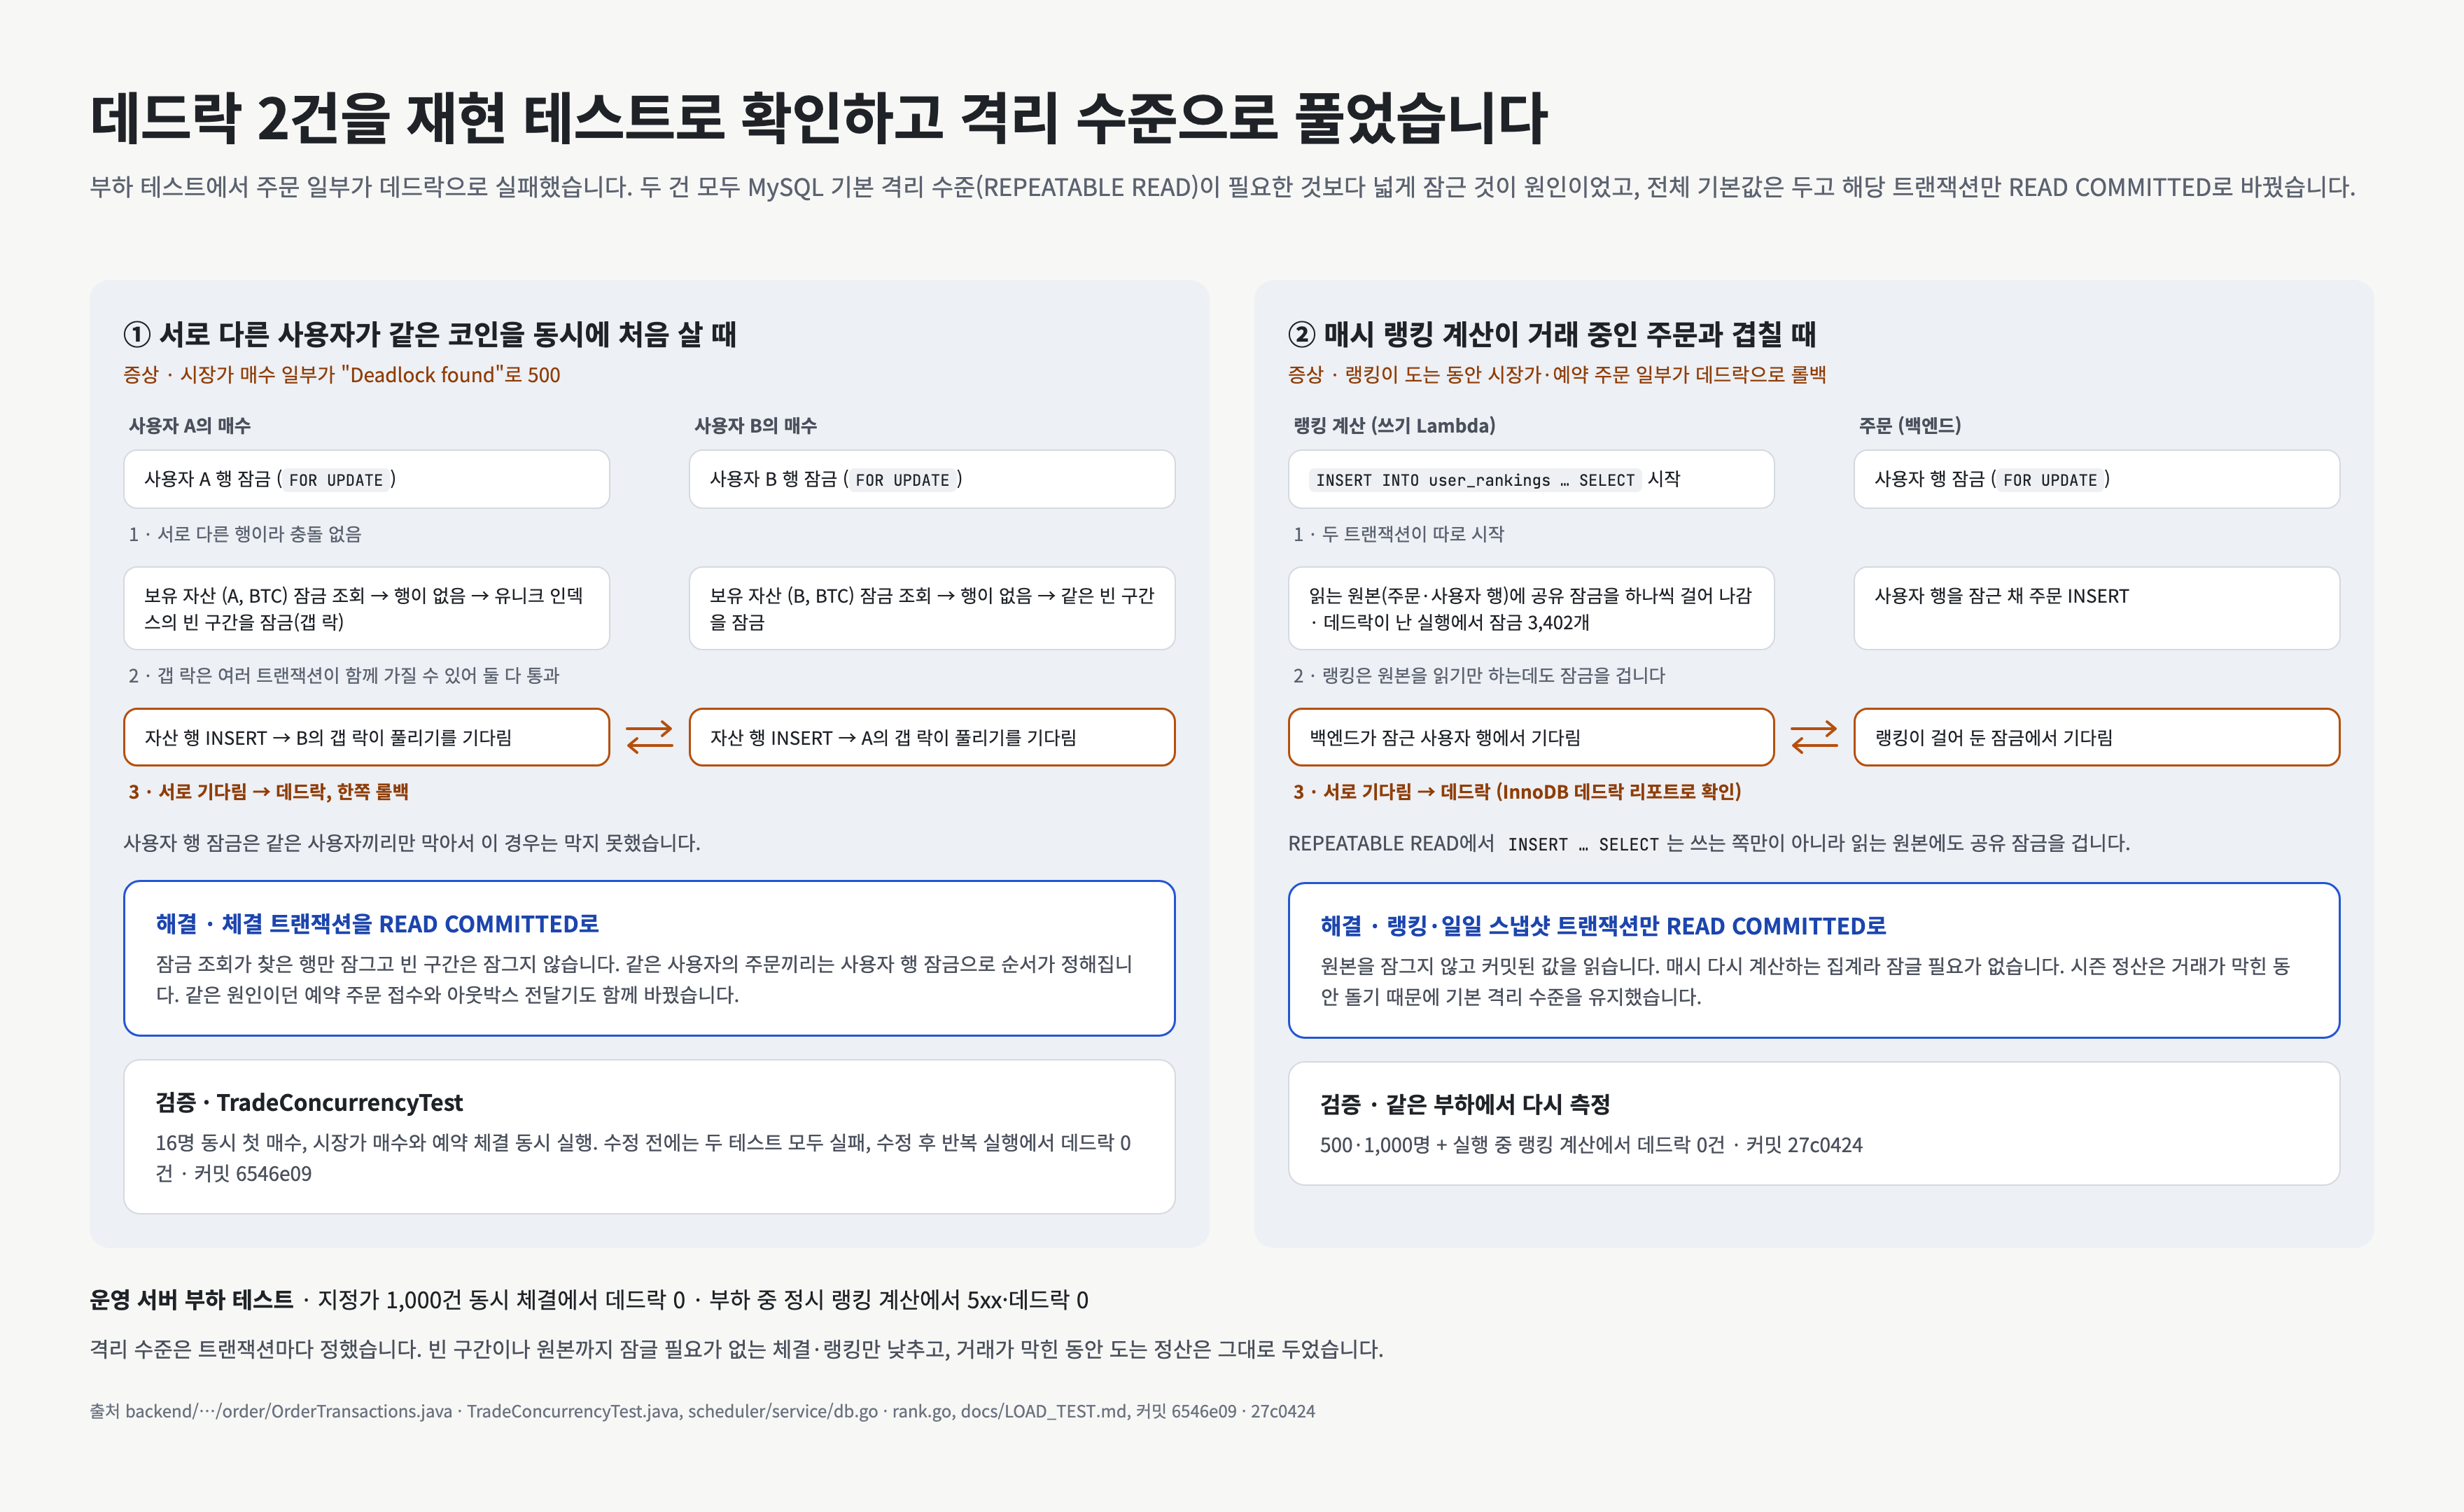 데드락 2건을 재현 테스트로 확인하고 격리 수준으로 풀었습니다
부하 테스트에서 주문 일부가 데드락으로 실패했습니다. 두 건 모두 MySQL 기본 격리 수준(REPEATABLE READ)이 필요한 것보다 넓게 잠근 것이 원인이었고, 전체 기본값은 두고 해당 트랜잭션만 READ COMMITTED로 바꿨습니다.
① 서로 다른 사용자가 같은 코인을 동시에 처음 살 때
증상 · 시장가 매수 일부가 "Deadlock found"로 500
사용자 A의 매수
사용자 B의 매수
사용자 A 행 잠금 (FOR UPDATE)
사용자 B 행 잠금 (FOR UPDATE)
1 · 서로 다른 행이라 충돌 없음
보유 자산 (A, BTC) 잠금 조회 → 행이 없음 → 유니크 인덱
스의 빈 구간을 잠금(갭 락)
보유 자산 (B, BTC) 잠금 조회 → 행이 없음 → 같은 빈 구간
을 잠금
2 · 갭 락은 여러 트랜잭션이 함께 가질 수 있어 둘 다 통과
자산 행 INSERT → B의 갭 락이 풀리기를 기다림
자산 행 INSERT → A의 갭 락이 풀리기를 기다림
3 · 서로 기다림 → 데드락, 한쪽 롤백
사용자 행 잠금은 같은 사용자끼리만 막아서 이 경우는 막지 못했습니다.
해결 · 체결 트랜잭션을 READ COMMITTED로
잠금 조회가 찾은 행만 잠그고 빈 구간은 잠그지 않습니다. 같은 사용자의 주문끼리는 사용자 행 잠금으로 순서가 정해집니
다. 같은 원인이던 예약 주문 접수와 아웃박스 전달기도 함께 바꿨습니다.
검증 · TradeConcurrencyTest
16명 동시 첫 매수, 시장가 매수와 예약 체결 동시 실행. 수정 전에는 두 테스트 모두 실패, 수정 후 반복 실행에서 데드락 0
건 · 커밋 6546e09
② 매시 랭킹 계산이 거래 중인 주문과 겹칠 때
증상 · 랭킹이 도는 동안 시장가·예약 주문 일부가 데드락으로 롤백
랭킹 계산 (쓰기 Lambda)
주문 (백엔드)
INSERT INTO user_rankings … SELECT 시작
사용자 행 잠금 (FOR UPDATE)
1 · 두 트랜잭션이 따로 시작
읽는 원본(주문·사용자 행)에 공유 잠금을 하나씩 걸어 나감
· 데드락이 난 실행에서 잠금 3,402개
사용자 행을 잠근 채 주문 INSERT
2 · 랭킹은 원본을 읽기만 하는데도 잠금을 겁니다
백엔드가 잠근 사용자 행에서 기다림
랭킹이 걸어 둔 잠금에서 기다림
3 · 서로 기다림 → 데드락 (InnoDB 데드락 리포트로 확인)
REPEATABLE READ에서 INSERT … SELECT 는 쓰는 쪽만이 아니라 읽는 원본에도 공유 잠금을 겁니다.
해결 · 랭킹·일일 스냅샷 트랜잭션만 READ COMMITTED로
원본을 잠그지 않고 커밋된 값을 읽습니다. 매시 다시 계산하는 집계라 잠글 필요가 없습니다. 시즌 정산은 거래가 막힌 동
안 돌기 때문에 기본 격리 수준을 유지했습니다.
검증 · 같은 부하에서 다시 측정
500·1,000명 + 실행 중 랭킹 계산에서 데드락 0건 · 커밋 27c0424
운영 서버 부하 테스트 · 지정가 1,000건 동시 체결에서 데드락 0 · 부하 중 정시 랭킹 계산에서 5xx·데드락 0
격리 수준은 트랜잭션마다 정했습니다. 빈 구간이나 원본까지 잠글 필요가 없는 체결·랭킹만 낮추고, 거래가 막힌 동안 도는 정산은 그대로 두었습니다.
출처 backend/…/order/OrderTransactions.java · TradeConcurrencyTest.java, scheduler/service/db.go · rank.go, docs/LOAD_TEST.md, 커밋 6546e09 · 27c0424